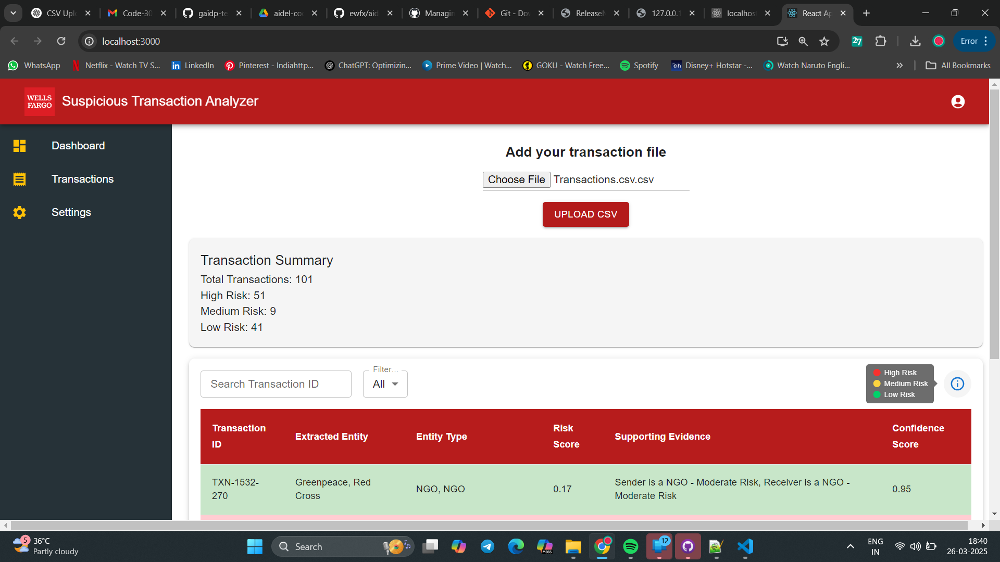 CSV Upl
Code-30
gaidp-te
aidel-co
ewfx/aid
Managin
Git - Do
Release
127.0.0.1
localhos
React Ap
localhost:3000
27
Error
WhatsApp
Netflix - Watch TV S...
LinkedIn
Pinterest - Indiahttp...
ChatGPT: Optimizin...
Prime Video | Watch...
GOKU - Watch Free...
Spotify
Disney+ Hotstar -...
Watch Naruto Engli...
All Bookmarks
WELLS
FARGO
Suspicious Transaction Analyzer
Dashboard
Transactions
Settings
Add your transaction file
Choose File Transactions.csv.csv
UPLOAD CSV
Transaction Summary
Total Transactions: 101
High Risk: 51
Medium Risk: 9
Low Risk: 41
Search Transaction ID
Filter...
All
High Risk
Medium Risk
Low Risk
Transaction
ID
Extracted Entity
Entity Type
Risk
Score
Supporting Evidence
Confidence
Score
TXN-1532-
270
Greenpeace, Red
Cross
NGO, NGO
0.17
Sender is a NGO - Moderate Risk, Receiver is a NGO -
Moderate Risk
0.95
5
36°C
Partly cloudy
Search
M365
12
ENG
IN
18:40
26-03-2025